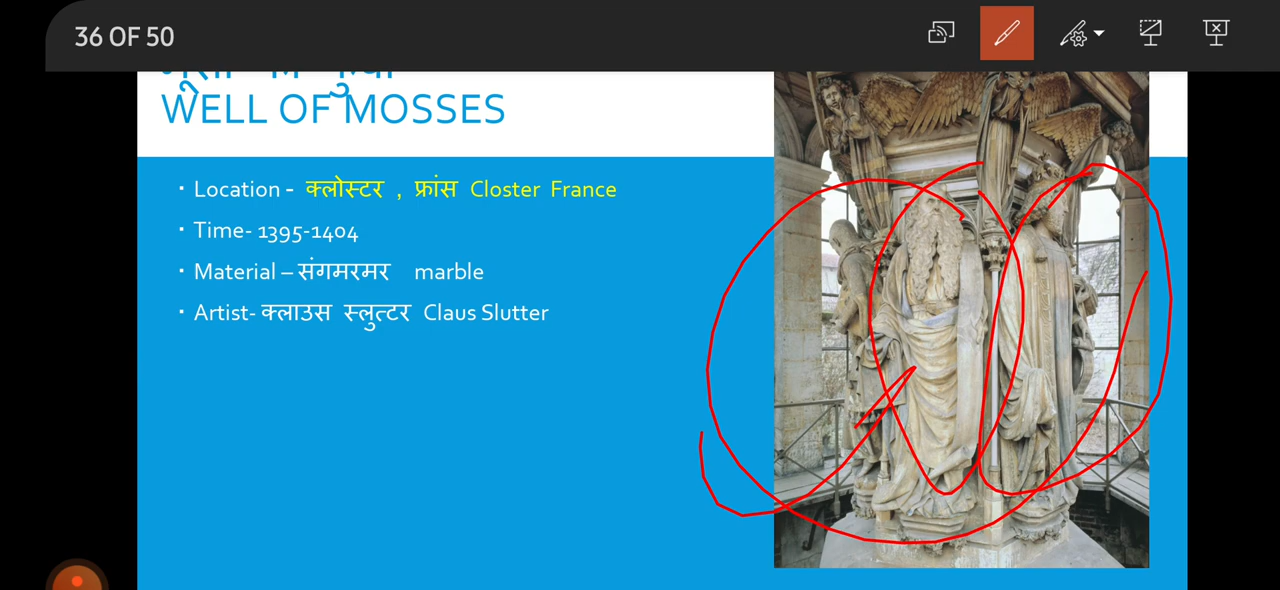 36 OF 50
WELL OF MOSSES
Location - क्लोस्टर , फ्रांस Closter France
Time- 1395-1404
Material – संगमरमर marble
Artist- क्लाउस स्लुत्टर Claus Slutter